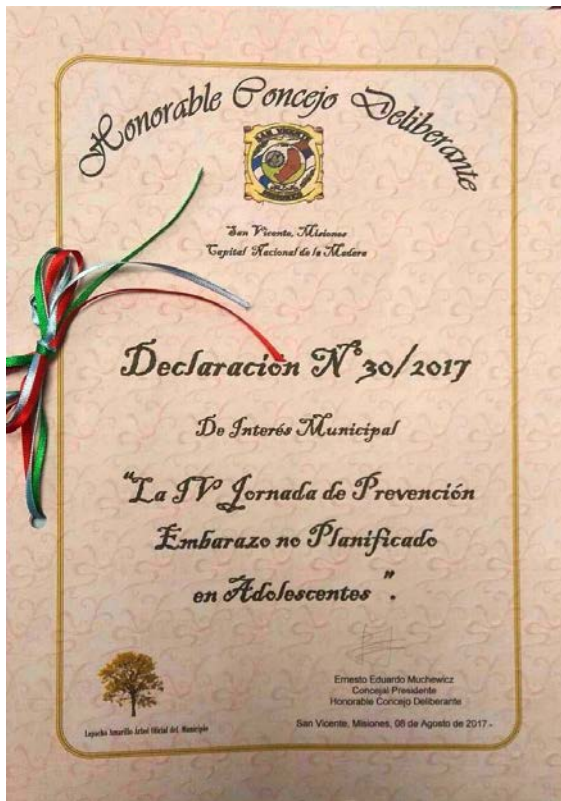 Honorable Concejo Deliberante
SAN VICENTE
San Vicente, Misiones
Capital Nacional de la Madera
Declaración N° 30/2017
De Interés Municipal
"La IV Jornada de Prevención
Embarazo no Planificado
en Adolescentes ".
Ernesto Eduardo Muchewicz
Concejal Presidente
Honorable Concejo Deliberante
Lapacho Amarillo Árbol Oficial del Municipio
San Vicente, Misiones, 08 de Agosto de 2017.-